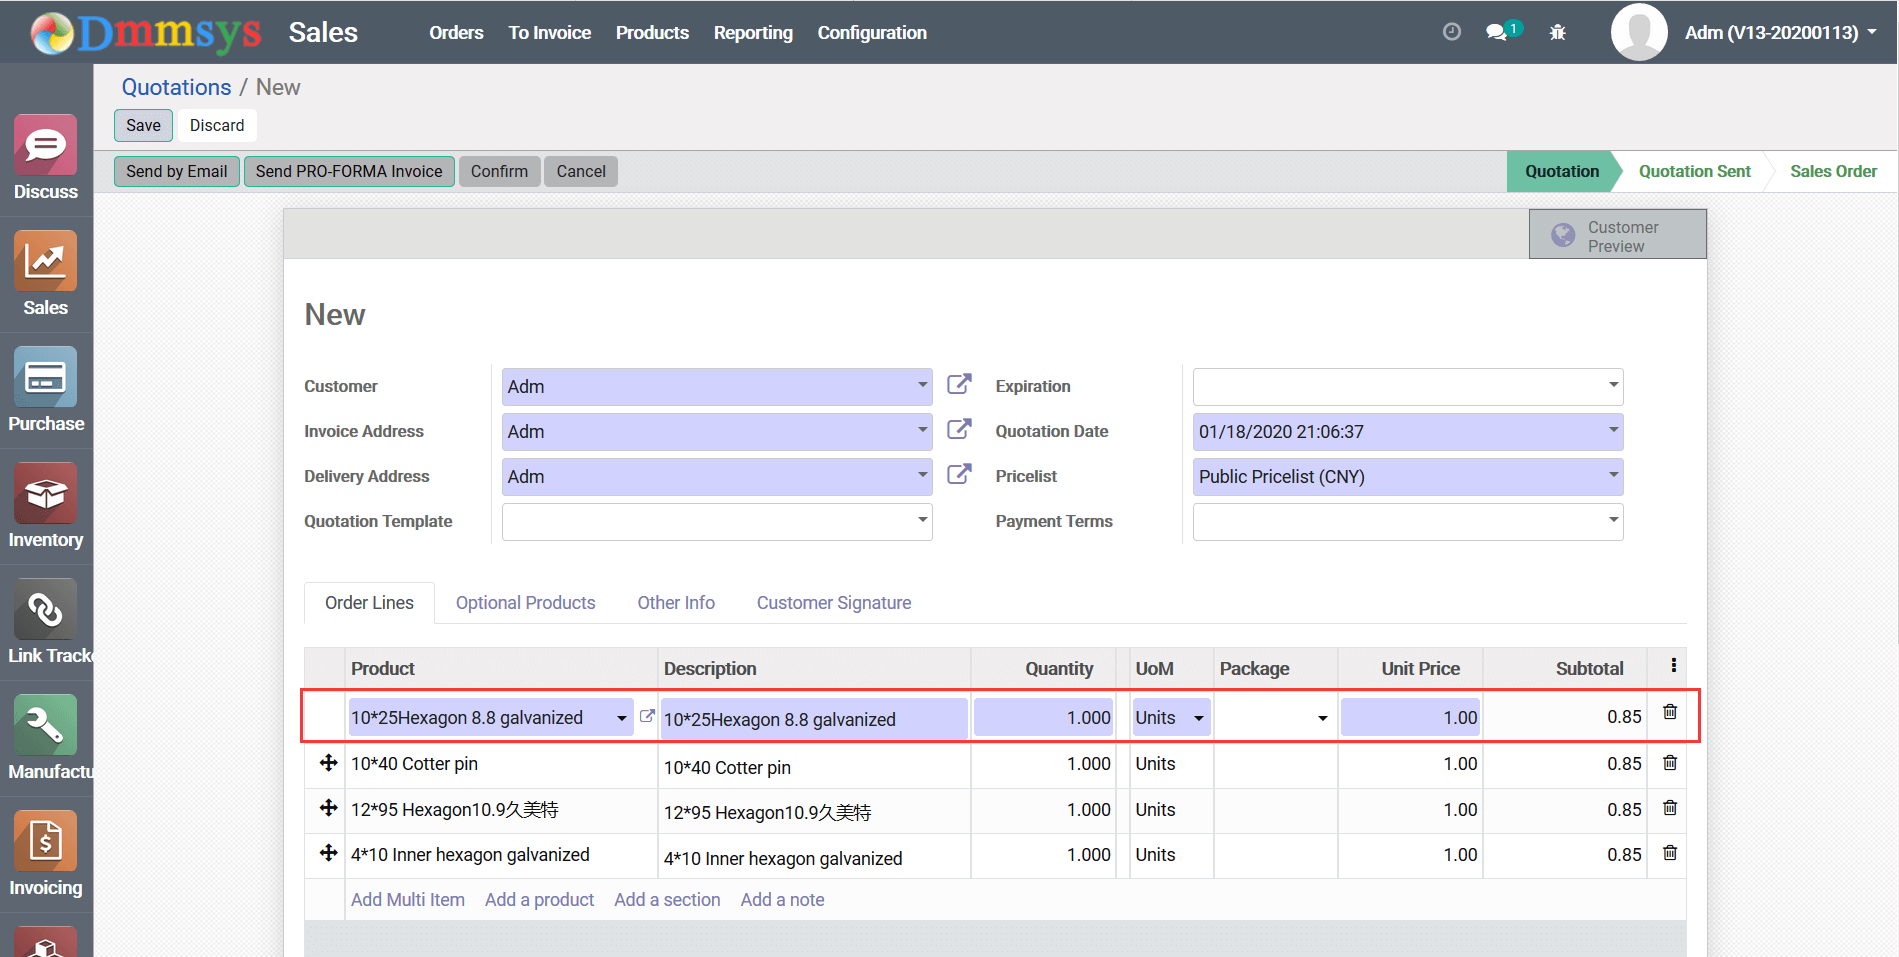 Dmmsys Sales Orders To Invoice Products Reporting Configuration 1 Adm (V13-20200113)
Quotations / New
Save Discard
Send by Email Send PRO-FORMA Invoice Confirm Cancel Quotation Quotation Sent Sales Order
Discuss
Sales
Purchase
Inventory
Link Tracke
Manufactu
Invoicing
Customer
Preview
New
Customer Adm Expiration
Invoice Address Adm Quotation Date 01/18/2020 21:06:37
Delivery Address Adm Pricelist Public Pricelist (CNY)
Quotation Template Payment Terms
Order Lines Optional Products Other Info Customer Signature
Product Description Quantity UoM Package Unit Price Subtotal
10*25Hexagon 8.8 galvanized 10*25Hexagon 8.8 galvanized 1.000 Units 1.00 0.85
10*40 Cotter pin 10*40 Cotter pin 1.000 Units 1.00 0.85
12*95 Hexagon10.9久美特 12*95 Hexagon10.9久美特 1.000 Units 1.00 0.85
4*10 Inner hexagon galvanized 4*10 Inner hexagon galvanized 1.000 Units 1.00 0.85
Add Multi Item Add a product Add a section Add a note